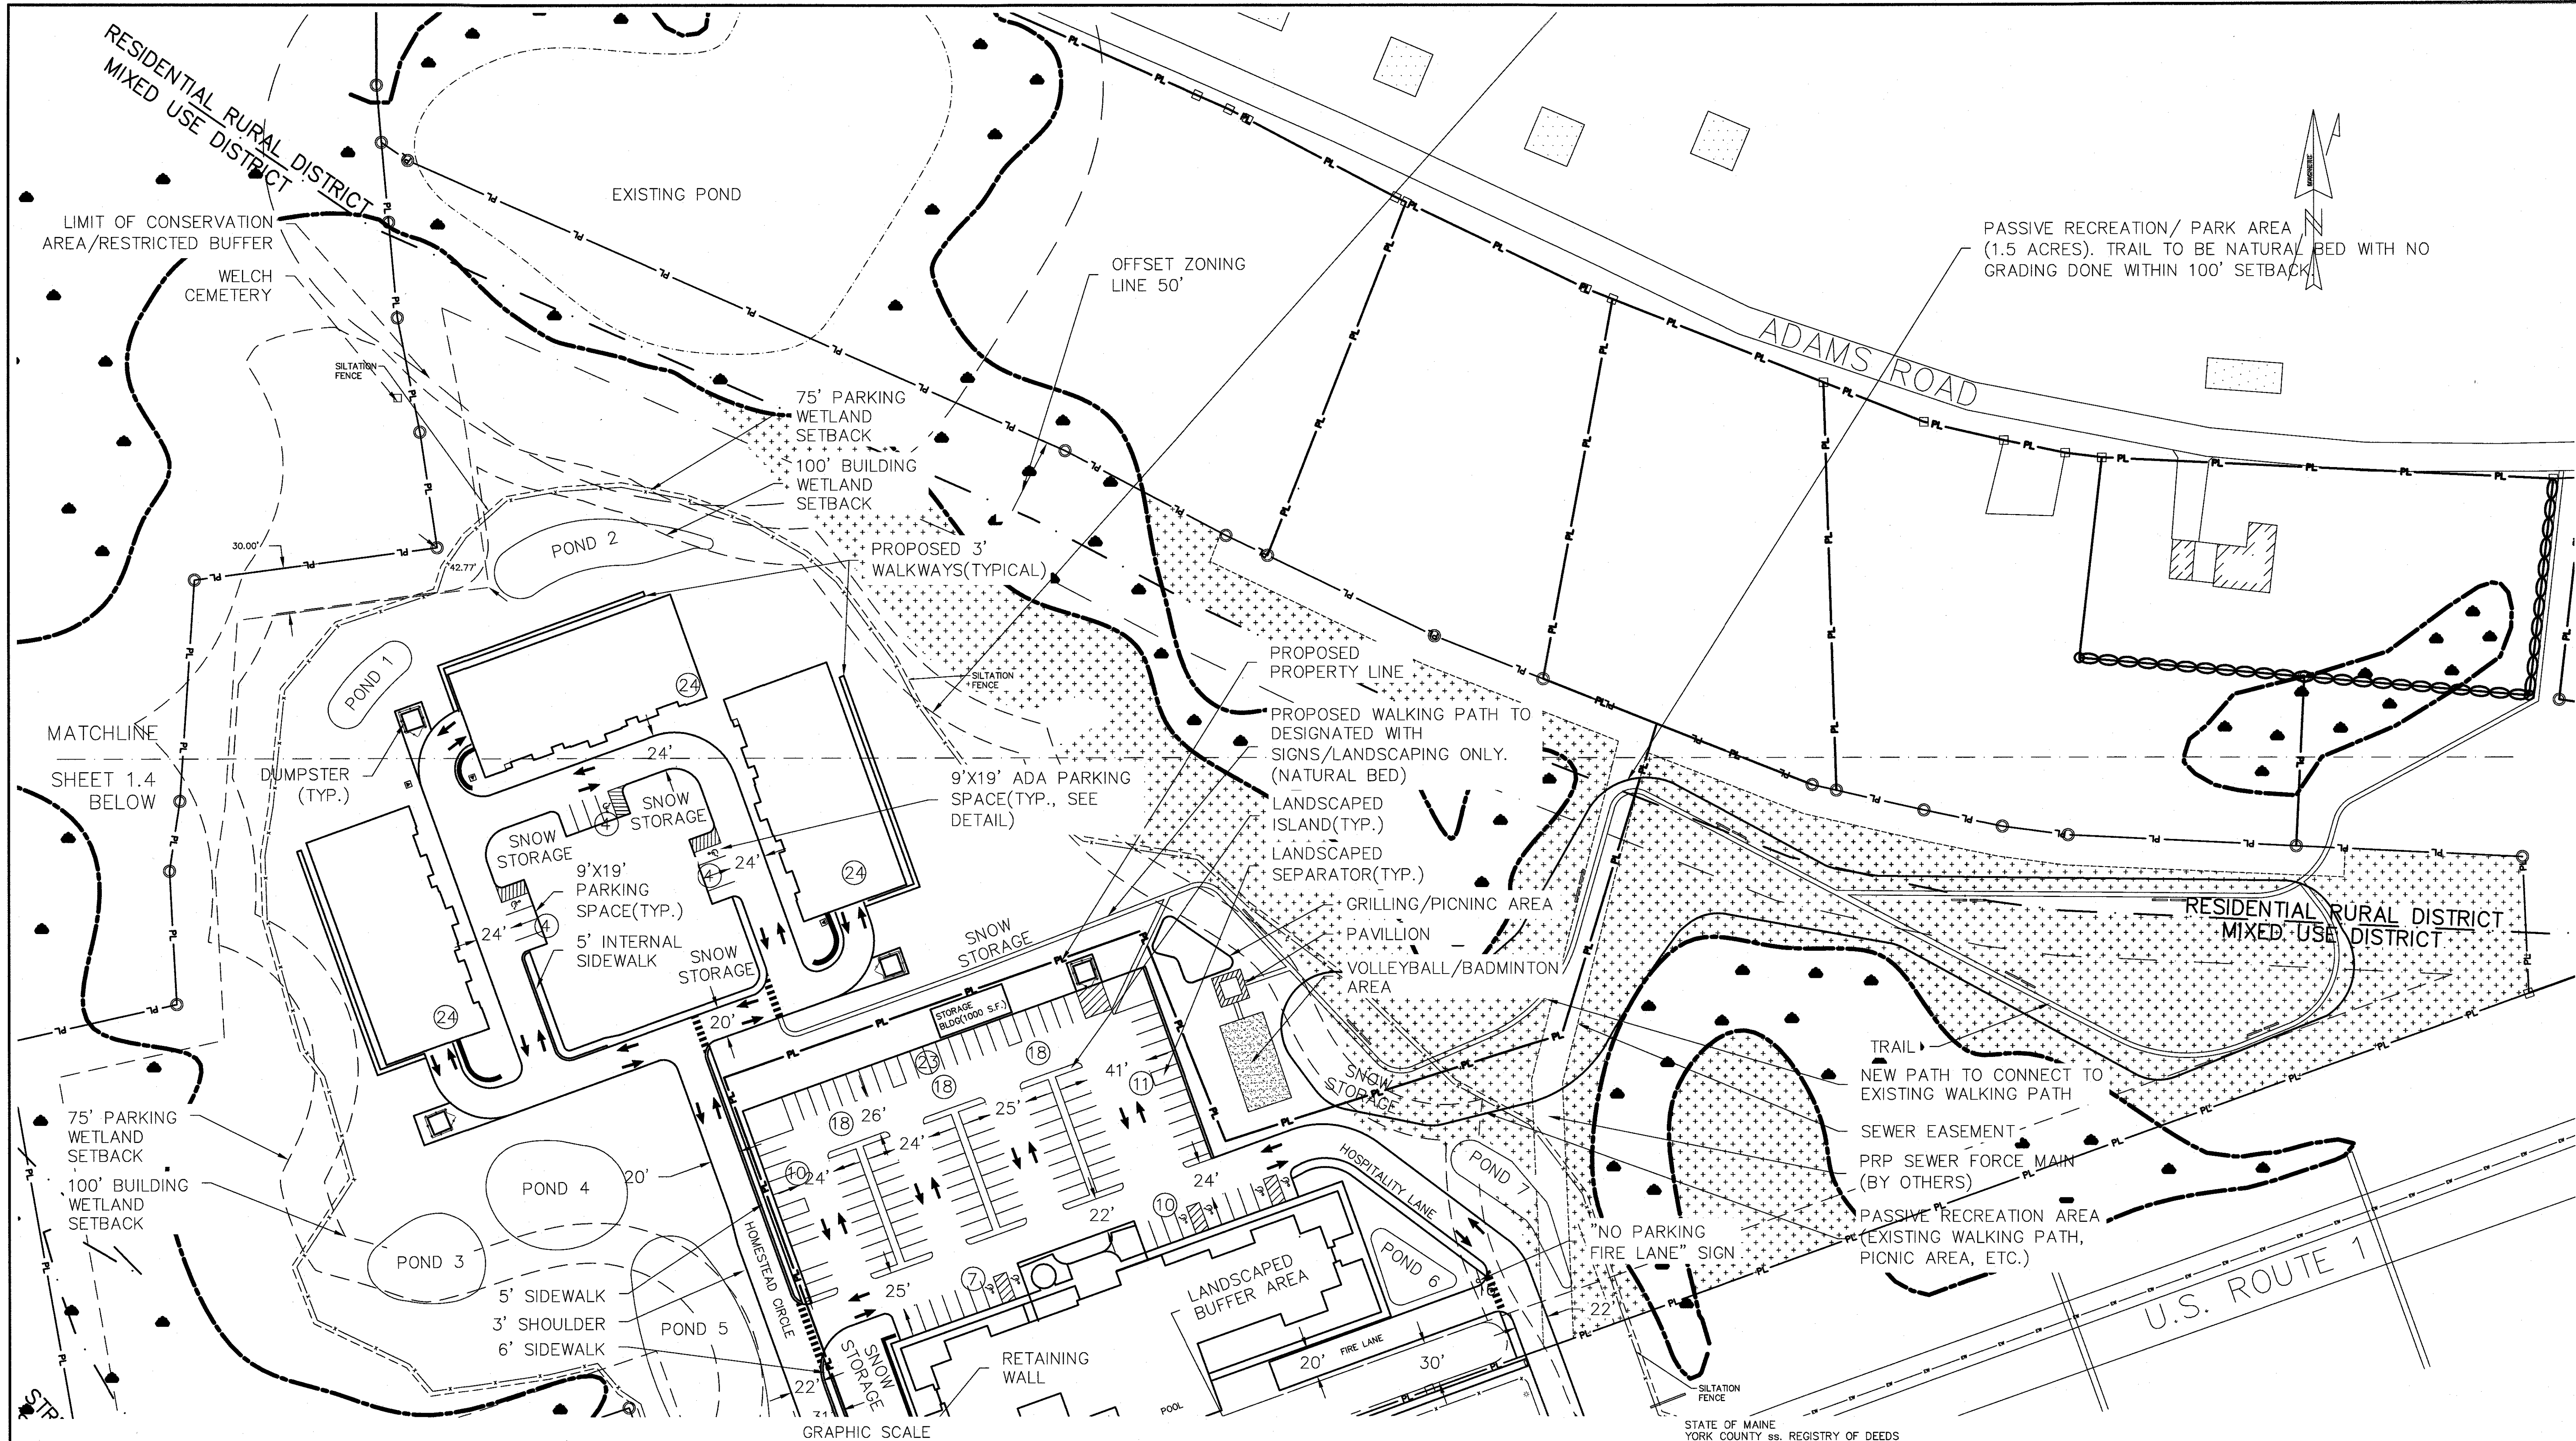 RESIDENTIAL RURAL DISTRICT
MIXED USE DISTRICT
LIMIT OF CONSERVATION
AREA/RESTRICTED BUFFER
WELCH
CEMETERY
SILTATION
FENCE
EXISTING POND
OFFSET ZONING
LINE 50'
ADAMS ROAD
PASSIVE RECREATION/ PARK AREA
(1.5 ACRES). TRAIL TO BE NATURAL BED WITH NO
GRADING DONE WITHIN 100' SETBACK.
N
75' PARKING
WETLAND
SETBACK
100' BUILDING
WETLAND
SETBACK
30.00'
42.77'
POND 2
PROPOSED 3'
WALKWAYS(TYPICAL)
POND 1
24
24
SILTATION
FENCE
PROPOSED
PROPERTY LINE
PROPOSED WALKING PATH TO
DESIGNATED WITH
SIGNS/LANDSCAPING ONLY.
(NATURAL BED)
MATCHLINE
SHEET 1.4
BELOW
DUMPSTER
(TYP.)
24'
SNOW
STORAGE
4
SNOW
STORAGE
9'X19' ADA PARKING
SPACE(TYP., SEE
DETAIL)
24'
4
LANDSCAPED
ISLAND(TYP.)
LANDSCAPED
SEPARATOR(TYP.)
GRILLING/PICNINC AREA
PAVILLION
VOLLEYBALL/BADMINTON
AREA
9'X19'
PARKING
SPACE(TYP.)
4
24'
5' INTERNAL
SIDEWALK
SNOW
STORAGE
SNOW
STORAGE
24
RESIDENTIAL RURAL DISTRICT
MIXED USE DISTRICT
20'
STORAGE
BLDG(1000 S.F.)
23
18
18
18
41'
11
26'
25'
24'
SNOW
STORAGE
TRAIL
NEW PATH TO CONNECT TO
EXISTING WALKING PATH
SEWER EASEMENT
PRP SEWER FORCE MAIN
(BY OTHERS)
PASSIVE RECREATION AREA
(EXISTING WALKING PATH,
PICNIC AREA, ETC.)
75' PARKING
WETLAND
SETBACK
100' BUILDING
WETLAND
SETBACK
POND 4
20'
10
24'
POND 3
24'
10
22'
HOSPITALITY LANE
POND 7
"NO PARKING
FIRE LANE" SIGN
5' SIDEWALK
3' SHOULDER
6' SIDEWALK
POND 5
HOMESTEAD CIRCLE
25'
7
LANDSCAPED
BUFFER AREA
POND 6
22'
U.S. ROUTE 1
RETAINING
WALL
SNOW
STORAGE
22'
31'
20'
FIRE LANE
30'
POOL
SILTATION
FENCE
GRAPHIC SCALE
STATE OF MAINE
YORK COUNTY ss. REGISTRY OF DEEDS